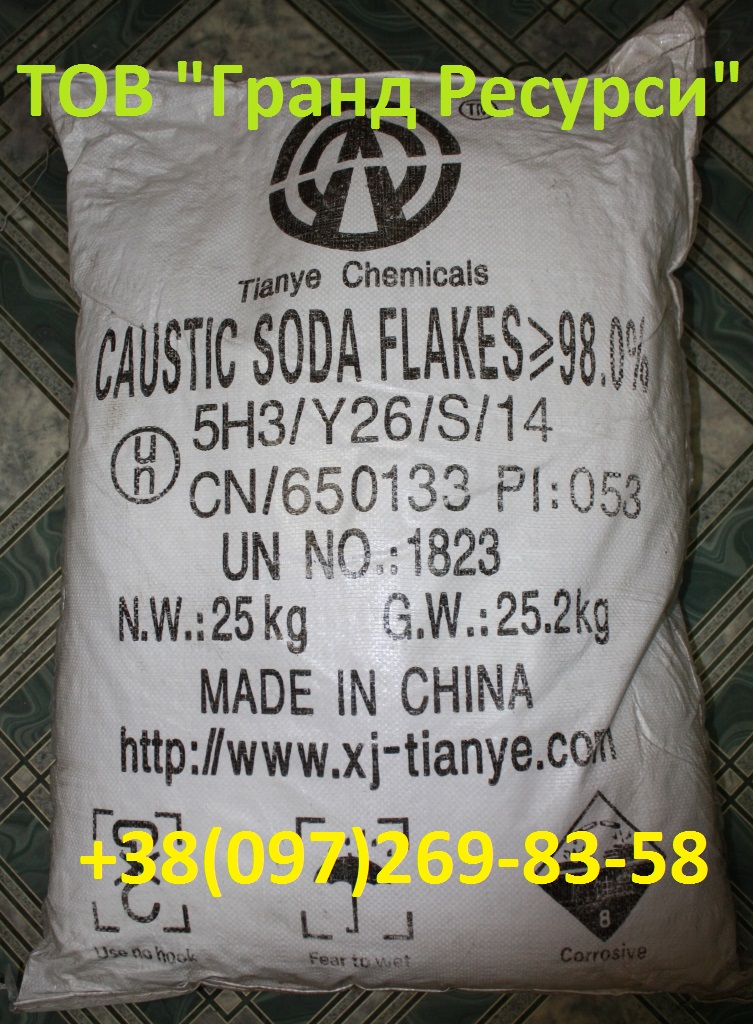 ТОВ "Гранд Ресурси"
TM
Tianye Chemicals
CAUSTIC SODA FLAKES≥98.0%
un
5H3/Y26/S/14
CN/650133 PI:053
UN NO.:1823
N.W.:25kg G.W.:25.2kg
MADE IN CHINA
http://www.xj-tianye.com
+38(097)269-83-58
8
Use no hook Fear to wet Corrosive